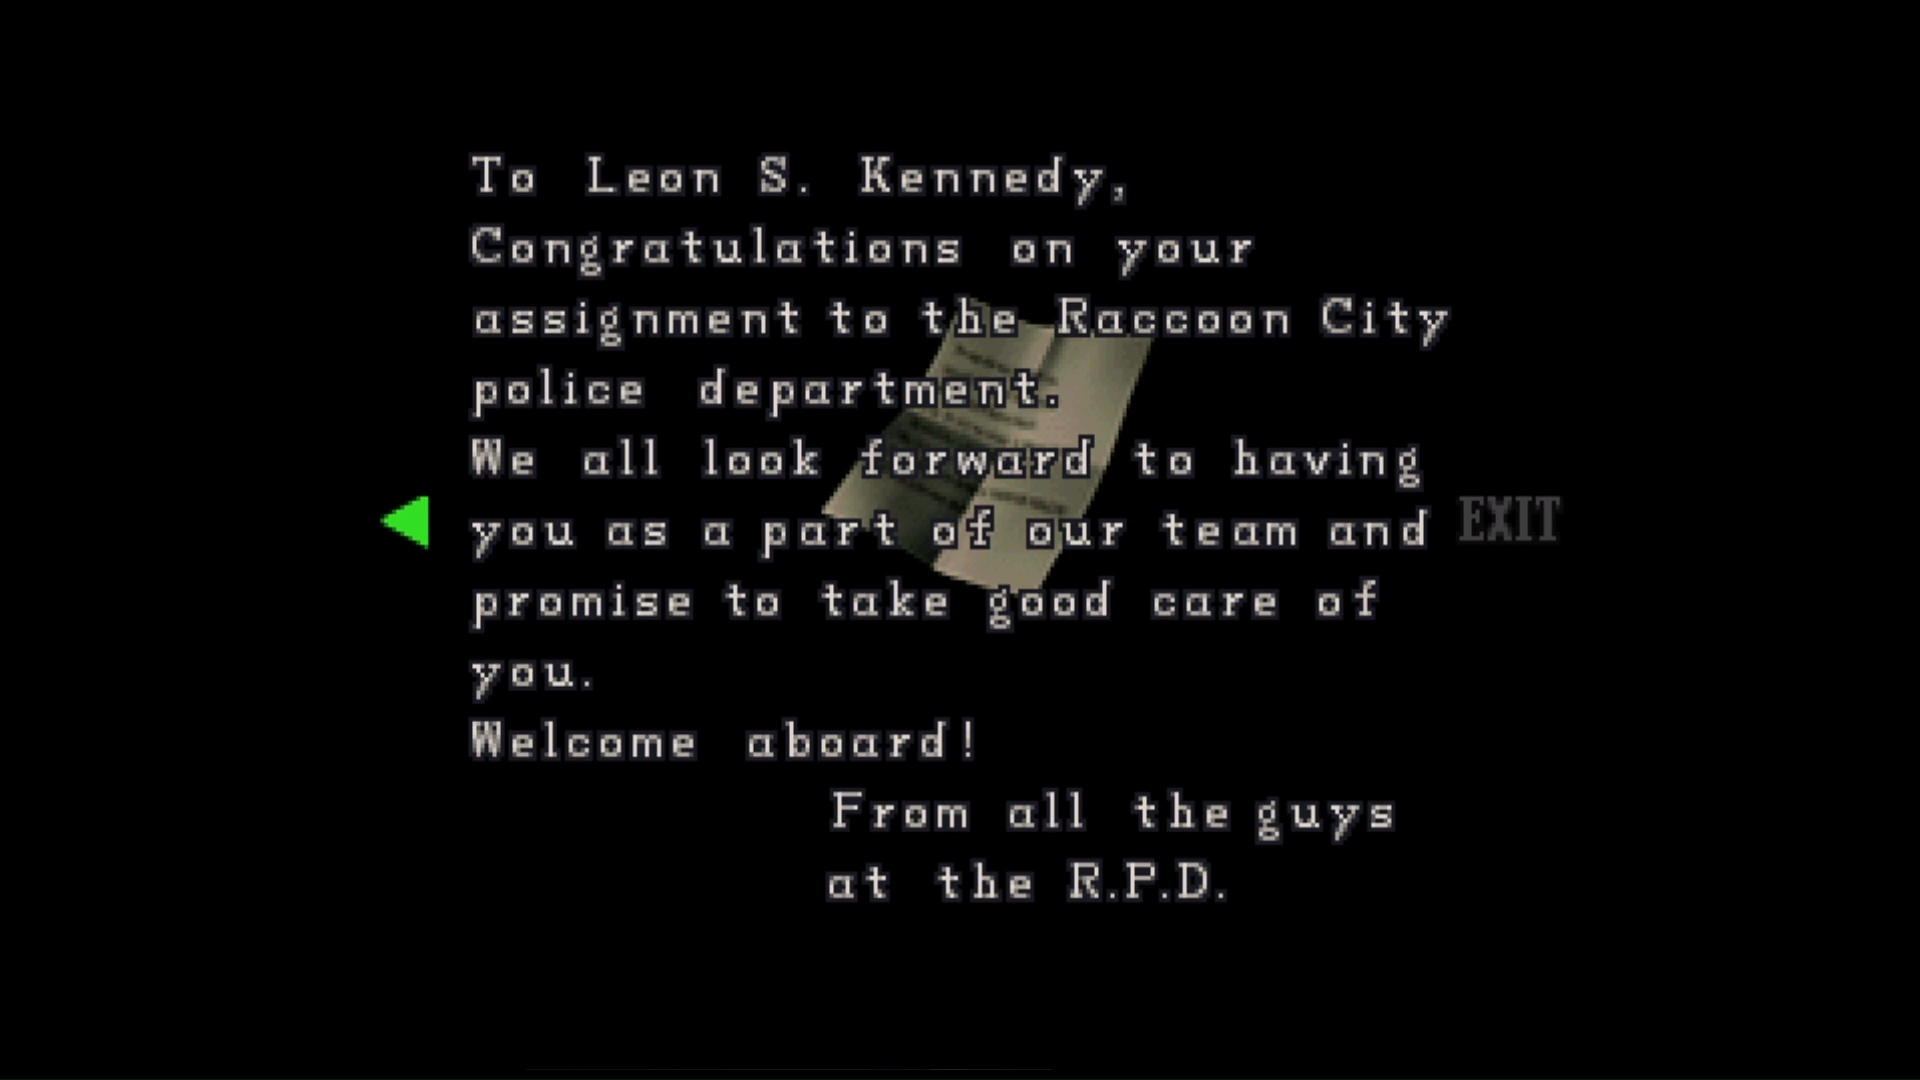 To Leon S. Kennedy,
Congratulations on your
assignment to the Raccoon City
police department.
We all look forward to having
you as a part of our team and
promise to take good care of
you.
Welcome aboard!
From all the guys
at the R.P.D.
EXIT